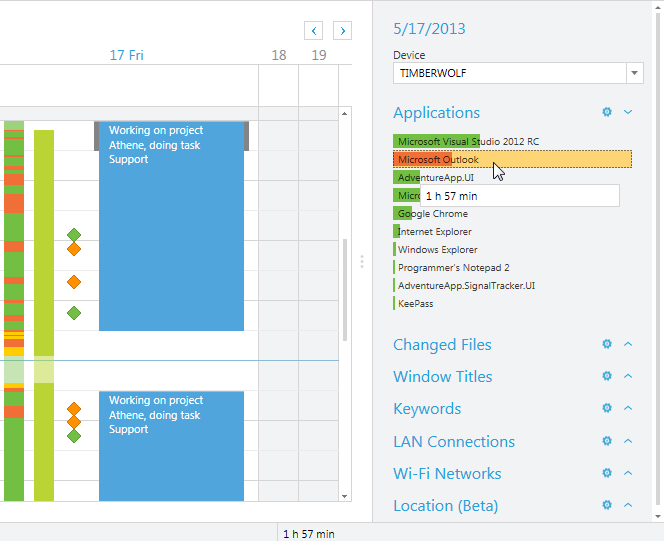 17 Fri
18
19
Working on project
Athene, doing task
Support
Working on project
Athene, doing task
Support
5/17/2013
Device
TIMBERWOLF
Applications
Microsoft Visual Studio 2012 RC
Microsoft Outlook
AdventureApp.UI
Micro
1 h 57 min
Google Chrome
Internet Explorer
Windows Explorer
Programmer's Notepad 2
AdventureApp.SignalTracker.UI
KeePass
Changed Files
Window Titles
Keywords
LAN Connections
Wi-Fi Networks
Location (Beta)
1 h 57 min